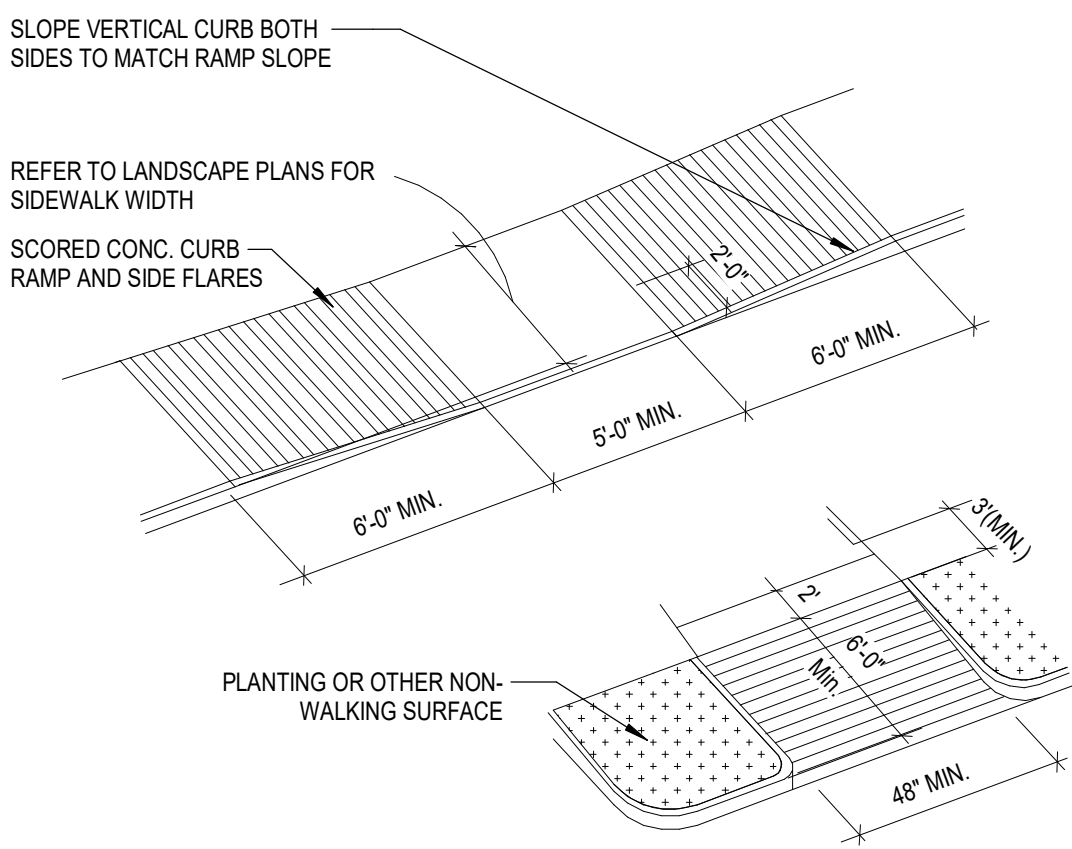 SLOPE VERTICAL CURB BOTH
SIDES TO MATCH RAMP SLOPE
REFER TO LANDSCAPE PLANS FOR
SIDEWALK WIDTH
SCORED CONC. CURB
RAMP AND SIDE FLARES
2'-0"
6'-0" MIN.
5'-0" MIN.
6'-0" MIN.
3'(MIN.)
2'
6'-0"
Min.
PLANTING OR OTHER NON-
WALKING SURFACE
48" MIN.